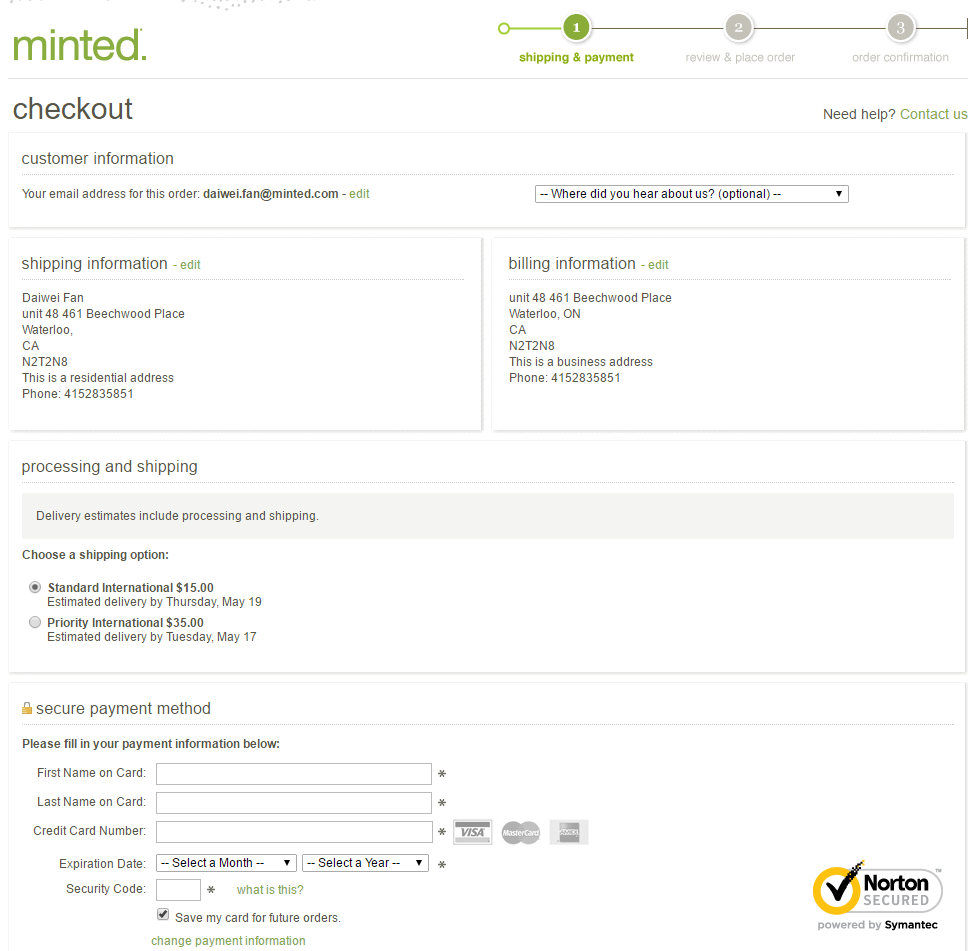 minted.
1
2
3
shipping & payment
review & place order
order confirmation
checkout
Need help? Contact us
customer information
Your email address for this order: daiwei.fan@minted.com - edit
-- Where did you hear about us? (optional) --
shipping information - edit
Daiwei Fan
unit 48 461 Beechwood Place
Waterloo,
CA
N2T2N8
This is a residential address
Phone: 4152835851
billing information - edit
unit 48 461 Beechwood Place
Waterloo, ON
CA
N2T2N8
This is a business address
Phone: 4152835851
processing and shipping
Delivery estimates include processing and shipping.
Choose a shipping option:
Standard International $15.00
Estimated delivery by Thursday, May 19
Priority International $35.00
Estimated delivery by Tuesday, May 17
secure payment method
Please fill in your payment information below:
First Name on Card: *
Last Name on Card: *
Credit Card Number: * VISA MasterCard AMEX
Expiration Date: -- Select a Month -- -- Select a Year -- *
Security Code: * what is this?
Save my card for future orders.
change payment information
Norton™
SECURED
powered by Symantec